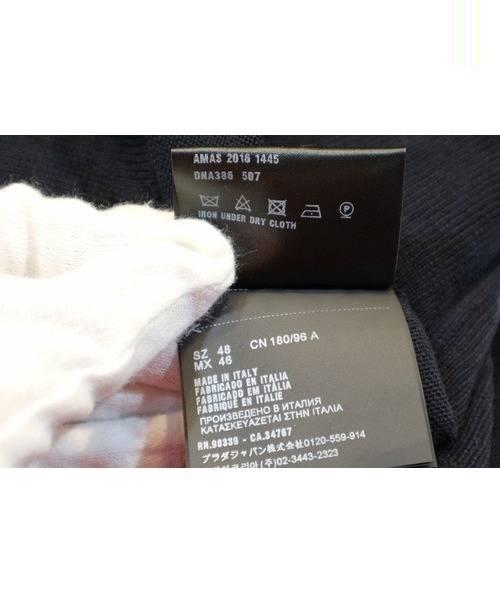 AMAS 2016 1445
DNA386 507
IRON UNDER DRY CLOTH
SZ 48 CN 180/96 A
MX 46
MADE IN ITALY
FABRICADO EN ITALIA
FABRICADO EM ITÁLIA
FABRIQUÉ EN ITALIE
ПРОИЗВЕДЕНО В ИТАЛИЯ
ΚΑΤΑΣΚΕΥΑΖΕΤΑΙ ΣΤΗΝ ΙΤΑΛΙΑ
RN.98339 - CA.34767
プラダジャパン株式会社0120-559-914
(주)02-3443-2323